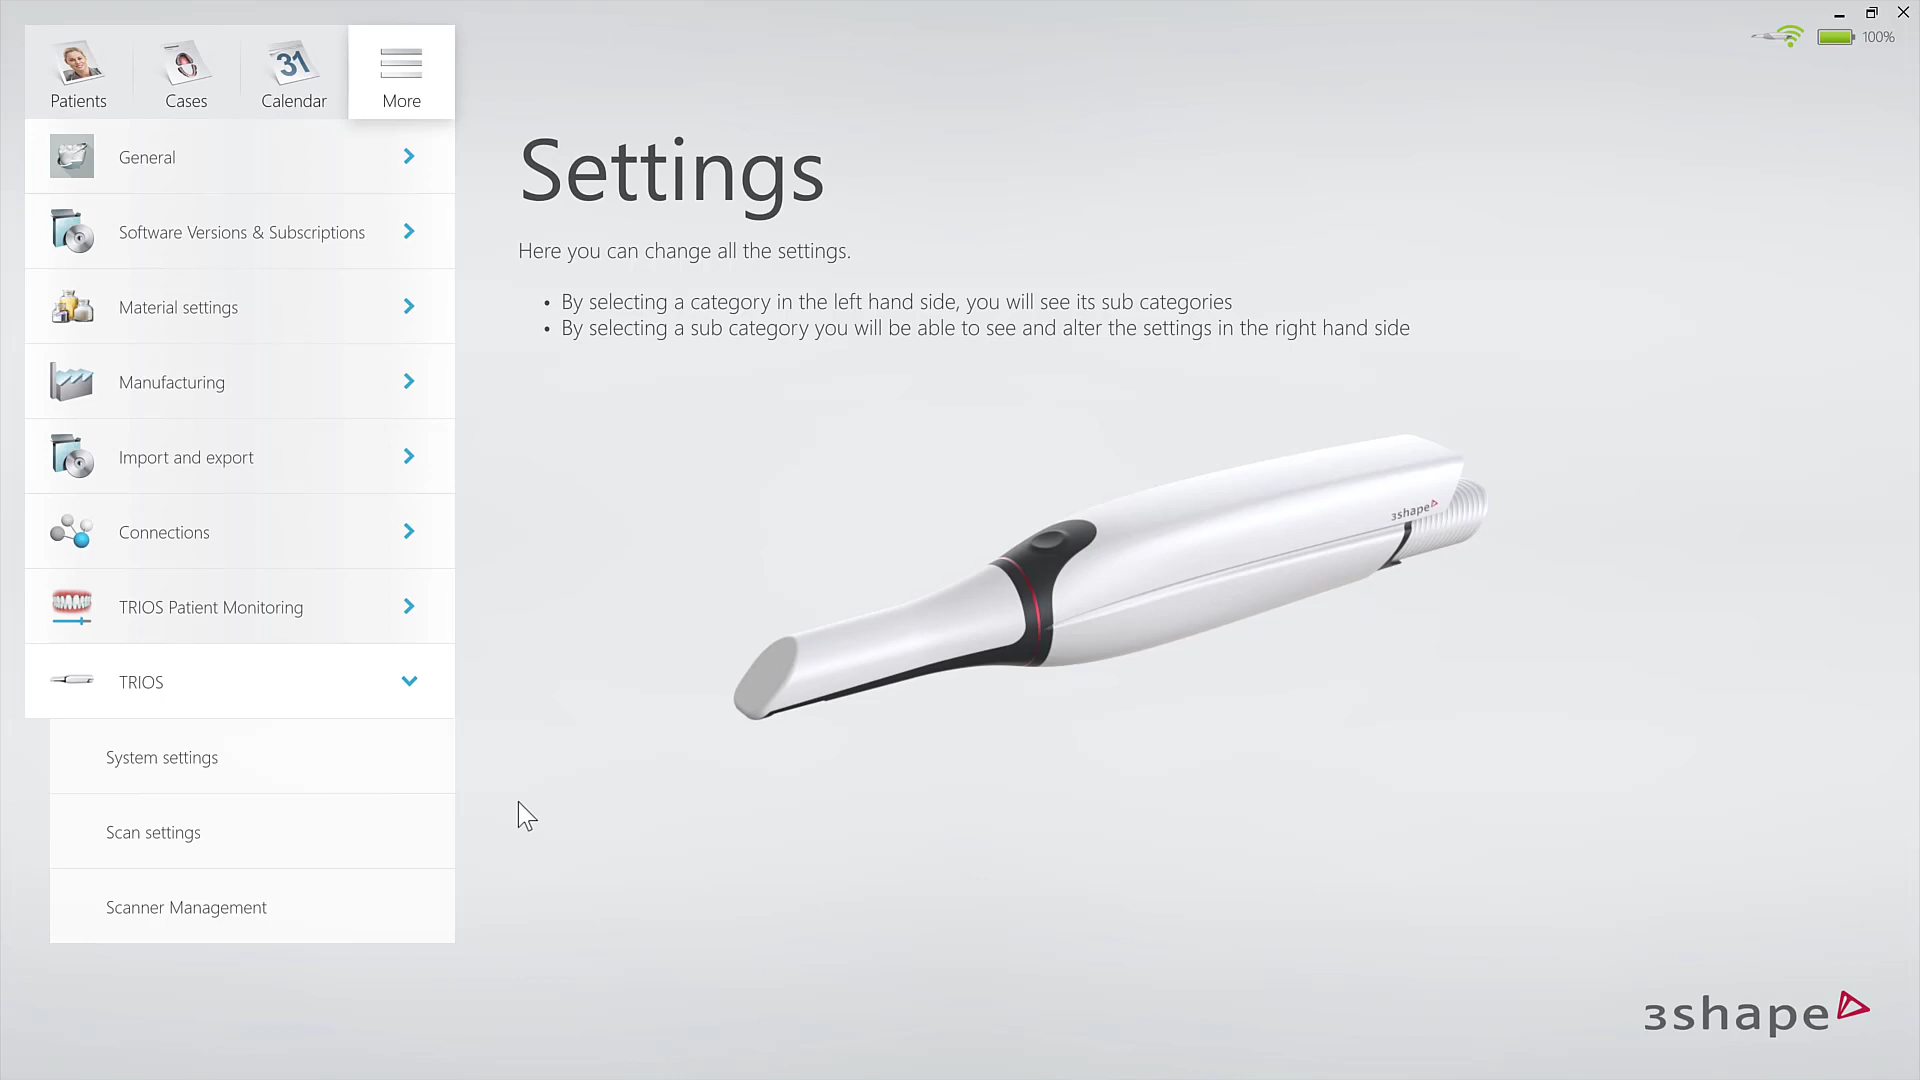 Patients
Cases
31
Calendar
More
100%
General
Software Versions & Subscriptions
Material settings
Manufacturing
Import and export
Connections
TRIOS Patient Monitoring
TRIOS
System settings
Scan settings
Scanner Management
Settings
Here you can change all the settings.
• By selecting a category in the left hand side, you will see its sub categories
• By selecting a sub category you will be able to see and alter the settings in the right hand side
3shape
3shape